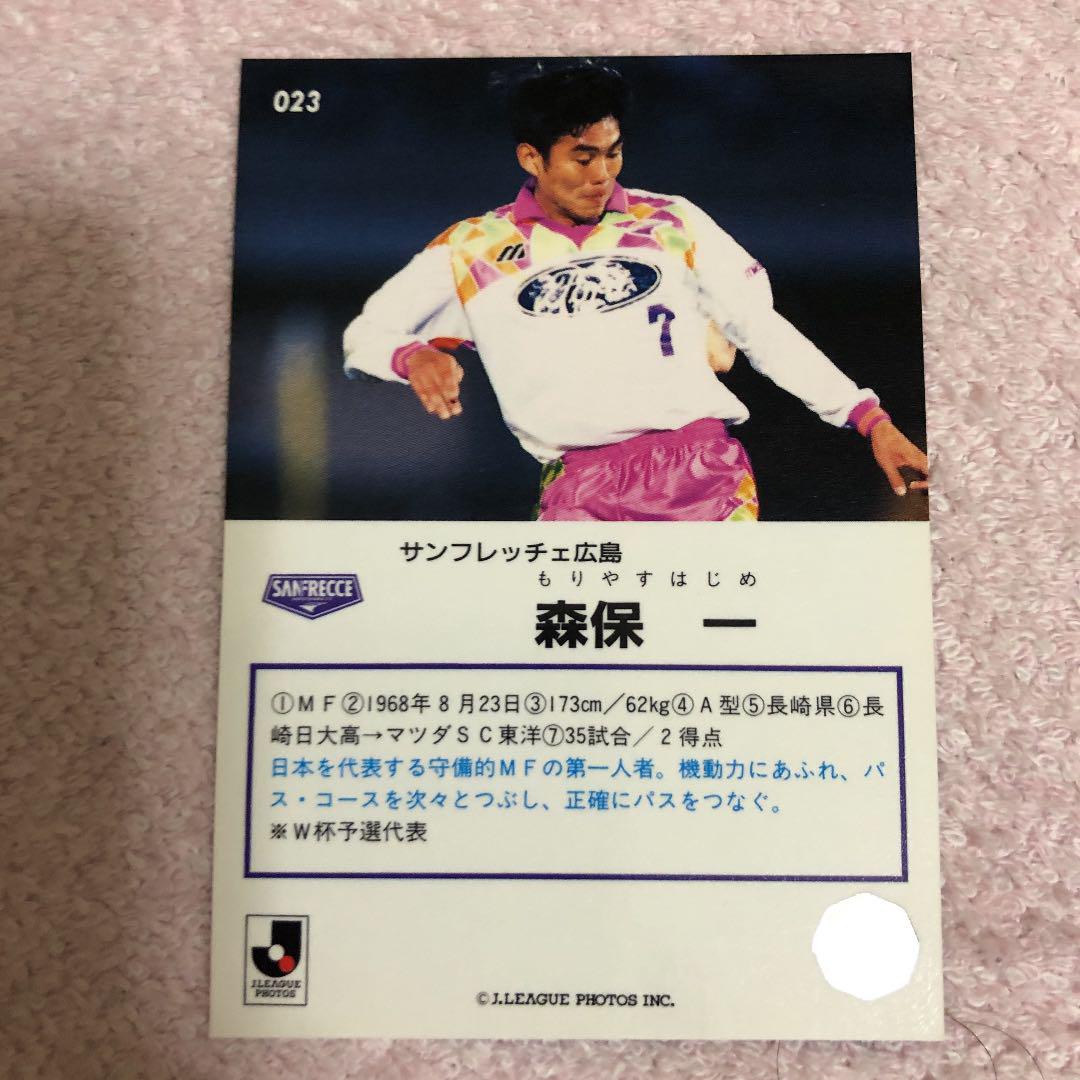 023
7
サンフレッチェ広島
もりやすはじめ
SANFRECCE
森保 一
①MF②1968年8月23日③173cm／62kg④A型⑤長崎県⑥長
崎日大高→マツダSC東洋⑦35試合／2得点
日本を代表する守備的MFの第一人者。機動力にあふれ、パ
ス・コースを次々とつぶし、正確にパスをつなぐ。
※W杯予選代表
J.LEAGUE
PHOTOS
© J.LEAGUE PHOTOS INC.